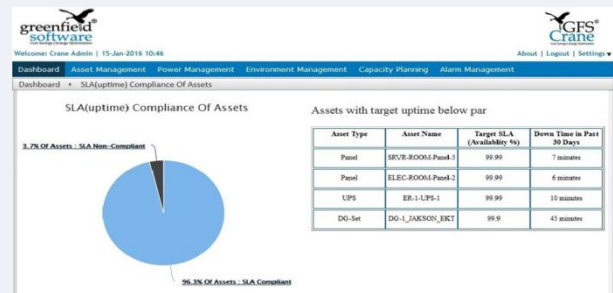 greenfield
software
GFS
Crane
Welcome: Crane Admin | 15-Jan-2016 10:46
About | Logout | Settings
Dashboard Asset Management Power Management Environment Management Capacity Planning Alarm Management
Dashboard SLA(uptime) Compliance Of Assets
SLA(uptime) Compliance Of Assets
3.7% Of Assets : SLA Non-Compliant
96.3% Of Assets : SLA Compliant
Assets with target uptime below par
Asset Type Asset Name Target SLA (Availablity %) Down Time in Past 30 Days
Panel SRVR-ROOM-Panel-3 99.99 7 minutes
Panel ELEC-ROOM-Panel-2 99.99 6 minutes
UPS ER-1-UPS-1 99.99 10 minutes
DG-Set DG-1_JAKSON_EKT 99.9 45 minutes